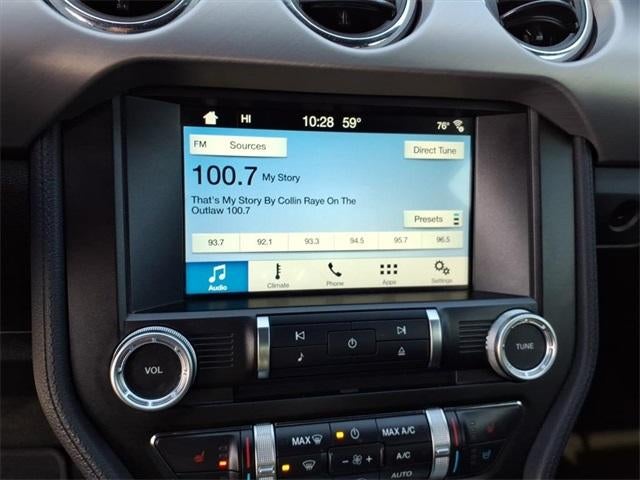 HI 10:28 59° 76°
FM Sources Direct Tune
100.7 My Story
That's My Story By Collin Raye On The
Outlaw 100.7
Presets
93.7 92.1 93.3 94.5 95.7 96.5
Audio Climate Phone Apps Settings
VOL
TUNE
MAX MAX A/C
A/C
AUTO